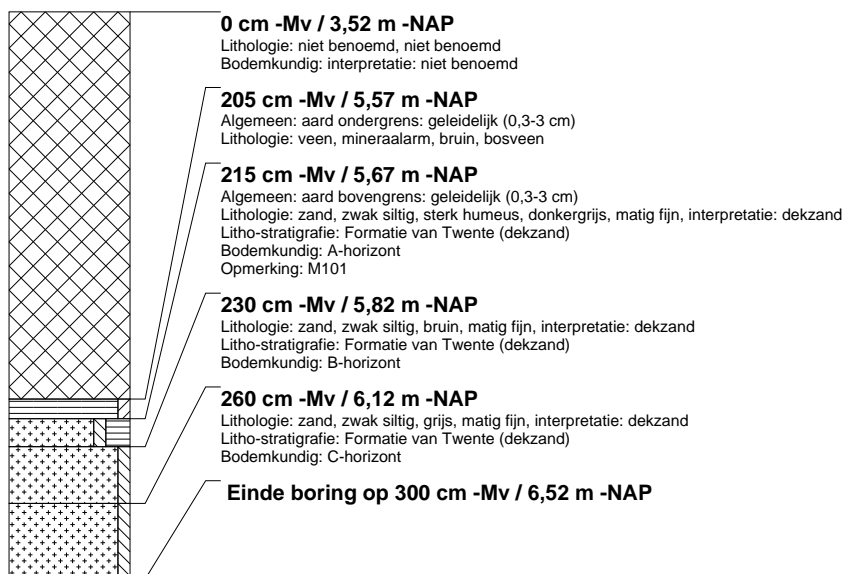 0 cm -Mv / 3,52 m -NAP
Lithologie: niet benoemd, niet benoemd
Bodemkundig: interpretatie: niet benoemd
205 cm -Mv / 5,57 m -NAP
Algemeen: aard ondergrens: geleidelijk (0,3-3 cm)
Lithologie: veen, mineraalarm, bruin, bosveen
215 cm -Mv / 5,67 m -NAP
Algemeen: aard bovengrens: geleidelijk (0,3-3 cm)
Lithologie: zand, zwak siltig, sterk humeus, donkergrijs, matig fijn, interpretatie: dekzand
Litho-stratigrafie: Formatie van Twente (dekzand)
Bodemkundig: A-horizont
Opmerking: M101
230 cm -Mv / 5,82 m -NAP
Lithologie: zand, zwak siltig, bruin, matig fijn, interpretatie: dekzand
Litho-stratigrafie: Formatie van Twente (dekzand)
Bodemkundig: B-horizont
260 cm -Mv / 6,12 m -NAP
Lithologie: zand, zwak siltig, grijs, matig fijn, interpretatie: dekzand
Litho-stratigrafie: Formatie van Twente (dekzand)
Bodemkundig: C-horizont
Einde boring op 300 cm -Mv / 6,52 m -NAP